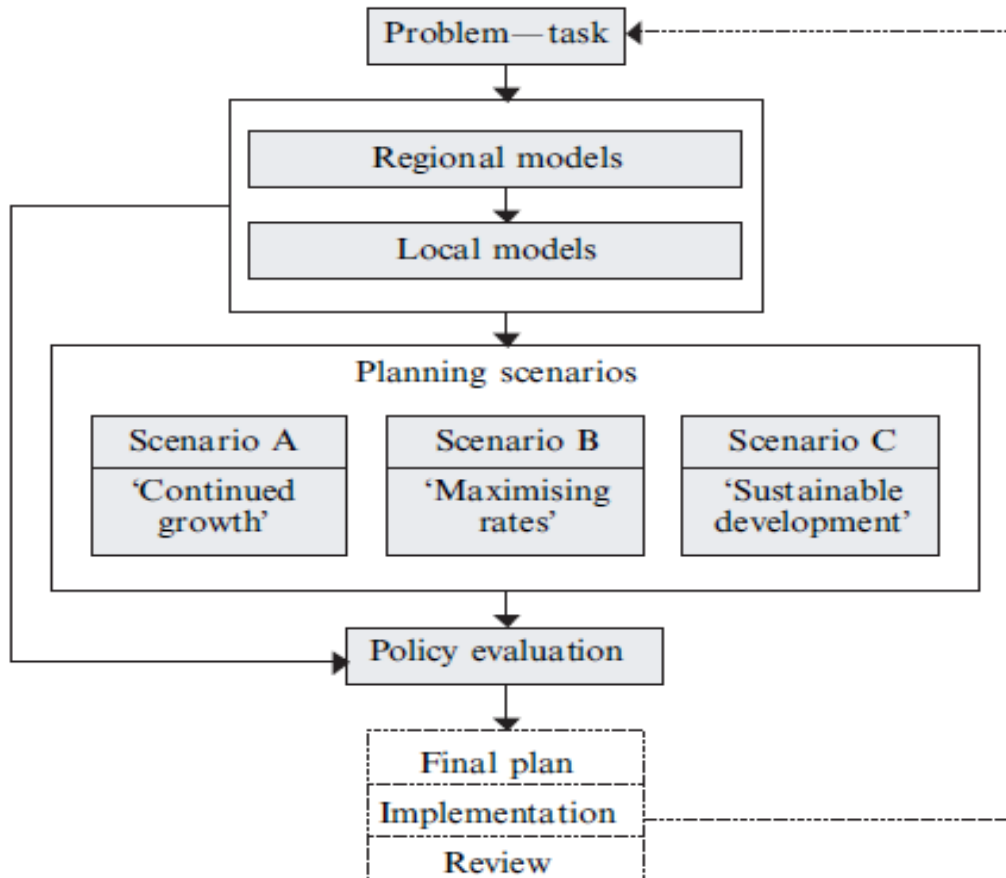 Problem—task
Regional models
Local models
Planning scenarios
Scenario A
‘Continued
growth’
Scenario B
‘Maximising
rates’
Scenario C
‘Sustainable
development’
Policy evaluation
Final plan
Implementation
Review